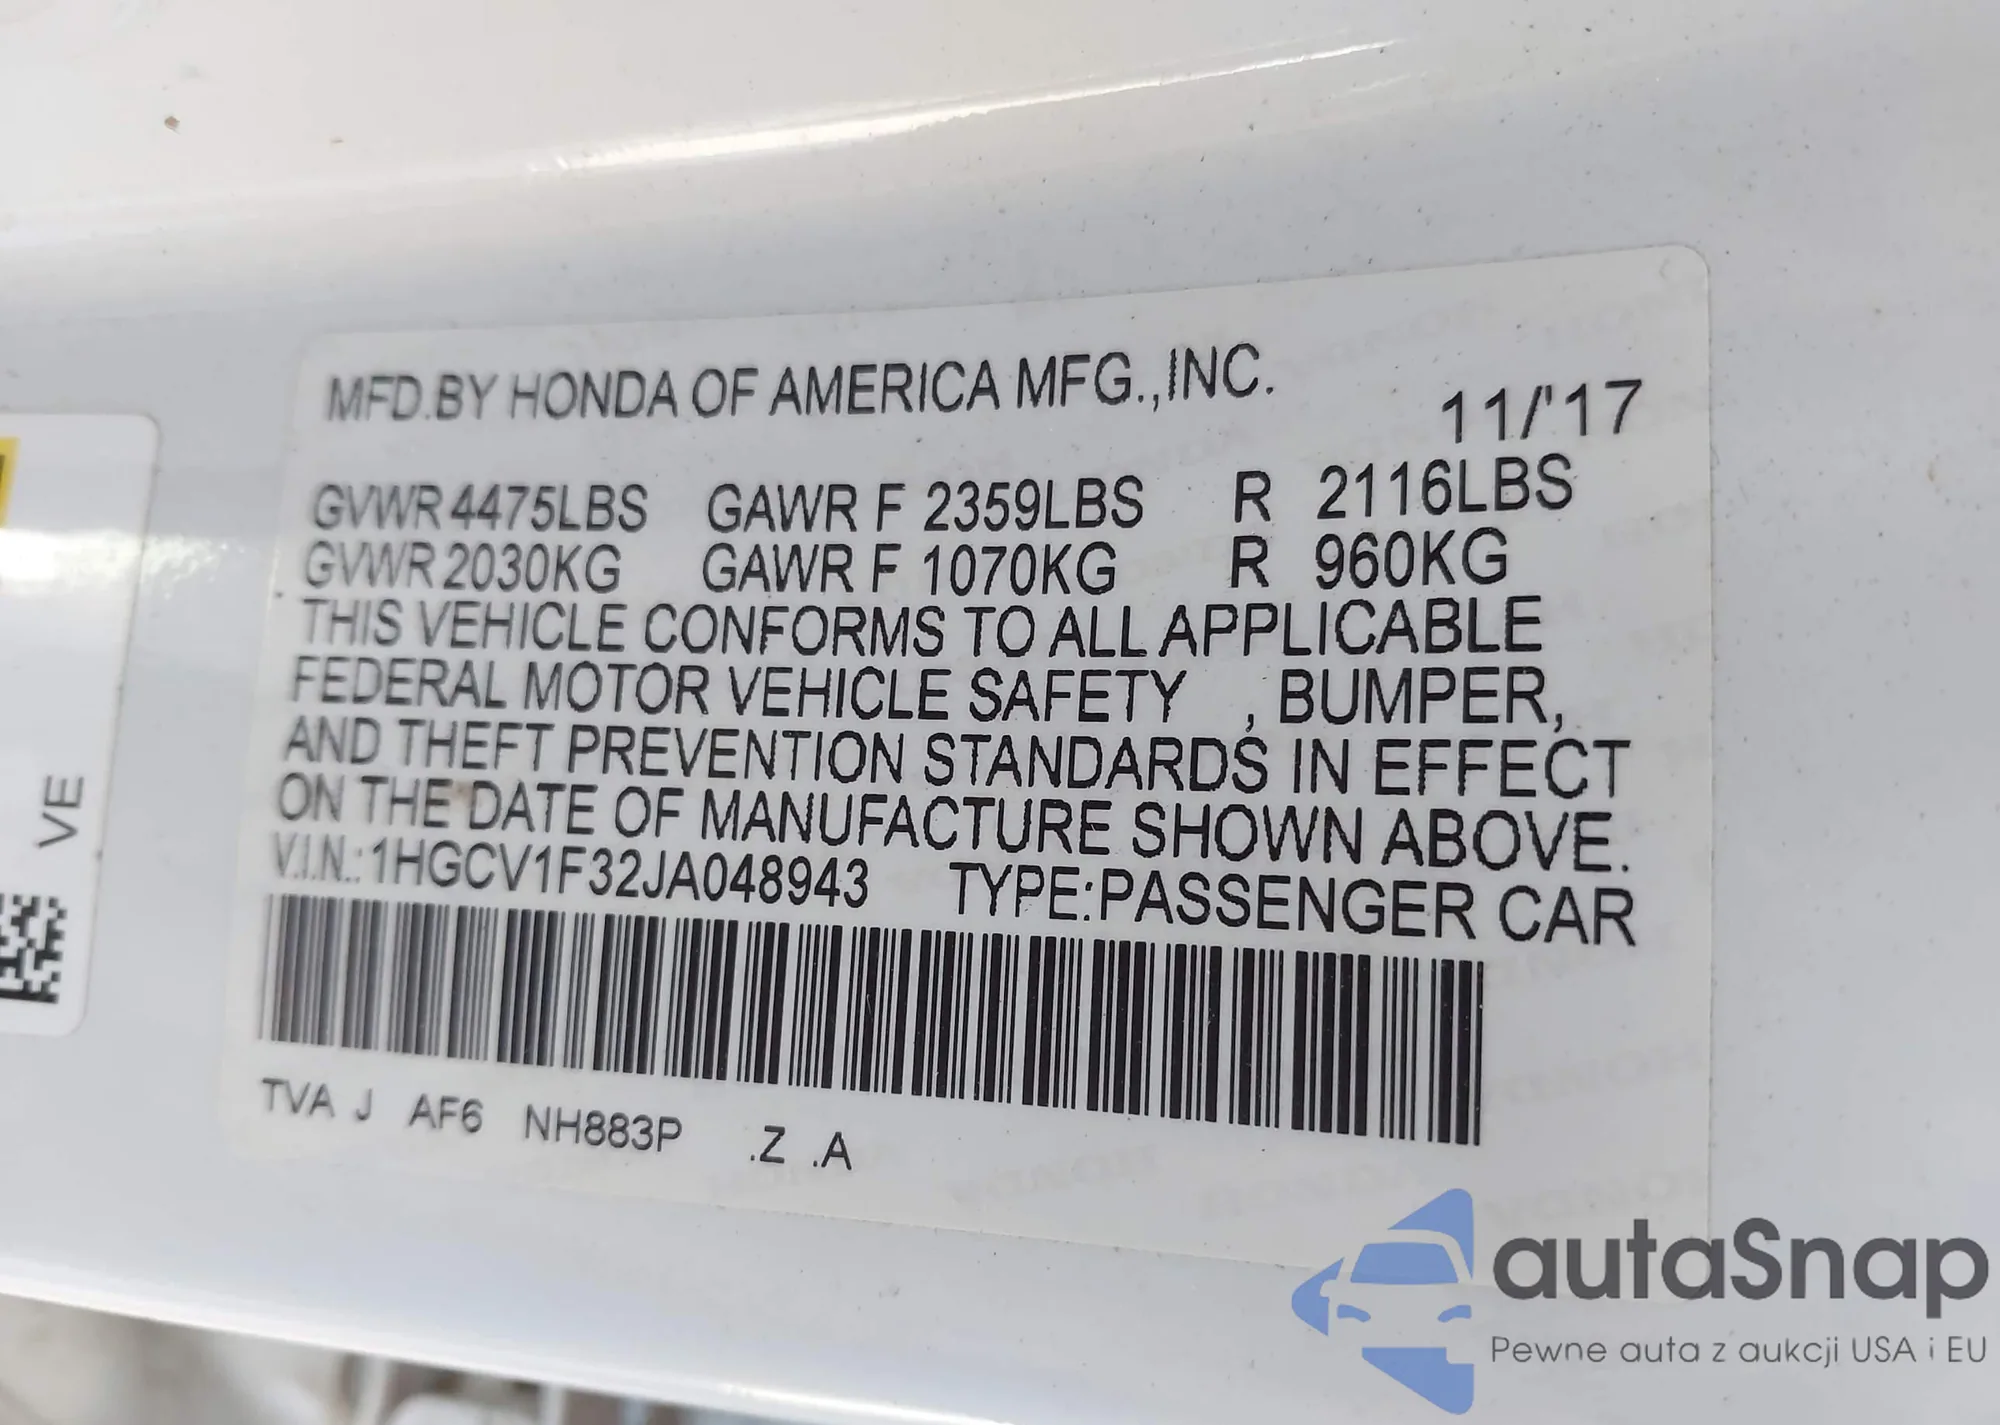 MFD.BY HONDA OF AMERICA MFG.,INC. 11/'17
GVWR 4475LBS GAWR F 2359LBS R 2116LBS
GVWR 2030KG GAWR F 1070KG R 960KG
THIS VEHICLE CONFORMS TO ALL APPLICABLE
FEDERAL MOTOR VEHICLE SAFETY , BUMPER,
AND THEFT PREVENTION STANDARDS IN EFFECT
ON THE DATE OF MANUFACTURE SHOWN ABOVE.
V.I.N.: 1HGCV1F32JA048943 TYPE:PASSENGER CAR
TVA J AF6 NH883P .Z .A
VE
autaSnap
Pewne auta z aukcji USA i EU